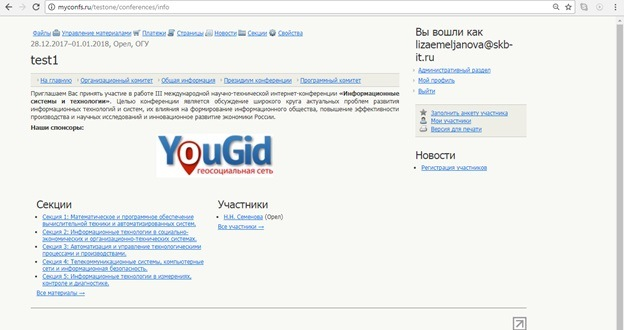 myconfs.ru/testone/conferences/info
Файлы Управление материалами Платежи Страницы Новости Секции Свойства
28.12.2017–01.01.2018, Орел, ОГУ
test1
На главную Организационный комитет Общая информация Президиум конференции Программный комитет
Приглашаем Вас принять участие в работе III международной научно-технической интернет-конференции «Информационные
системы и технологии». Целью конференции является обсуждение широкого круга актуальных проблем развития
информационных технологий и систем, их влияния на формирование информационного общества, повышение эффективности
производства и научных исследований и инновационное развитие экономики России.
Наши спонсоры:
YouGid
геосоциальная сеть
Секции
Секция 1: Математическое и программное обеспечение
вычислительной техники и автоматизированных систем.
Секция 2: Информационные технологии в социально-
экономических и организационно-технических системах.
Секция 3: Автоматизация и управление технологическими
процессами и производствами.
Секция 4: Телекоммуникационные системы, компьютерные
сети и информационная безопасность.
Секция 5: Информационные технологии в измерениях,
контроле и диагностике.
Все материалы →
Участники
Н.Н. Семенова (Орел)
Все участники →
Вы вошли как
lizaemeljanova@skb-
it.ru
Административный раздел
Мой профиль
Выйти
Заполнить анкету участника
Мои участники
Версия для печати
Новости
Регистрация участников